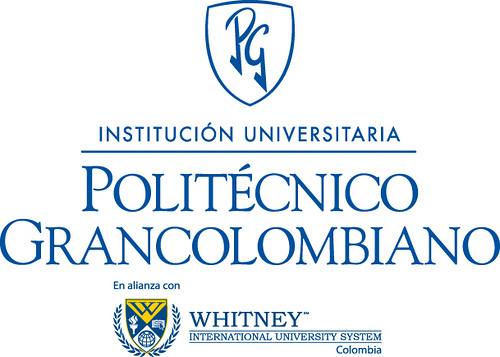 PG
INSTITUCIÓN UNIVERSITARIA
POLITÉCNICO
GRANCOLOMBIANO
En alianza con
W
WHITNEY™
INTERNATIONAL UNIVERSITY SYSTEM
Colombia